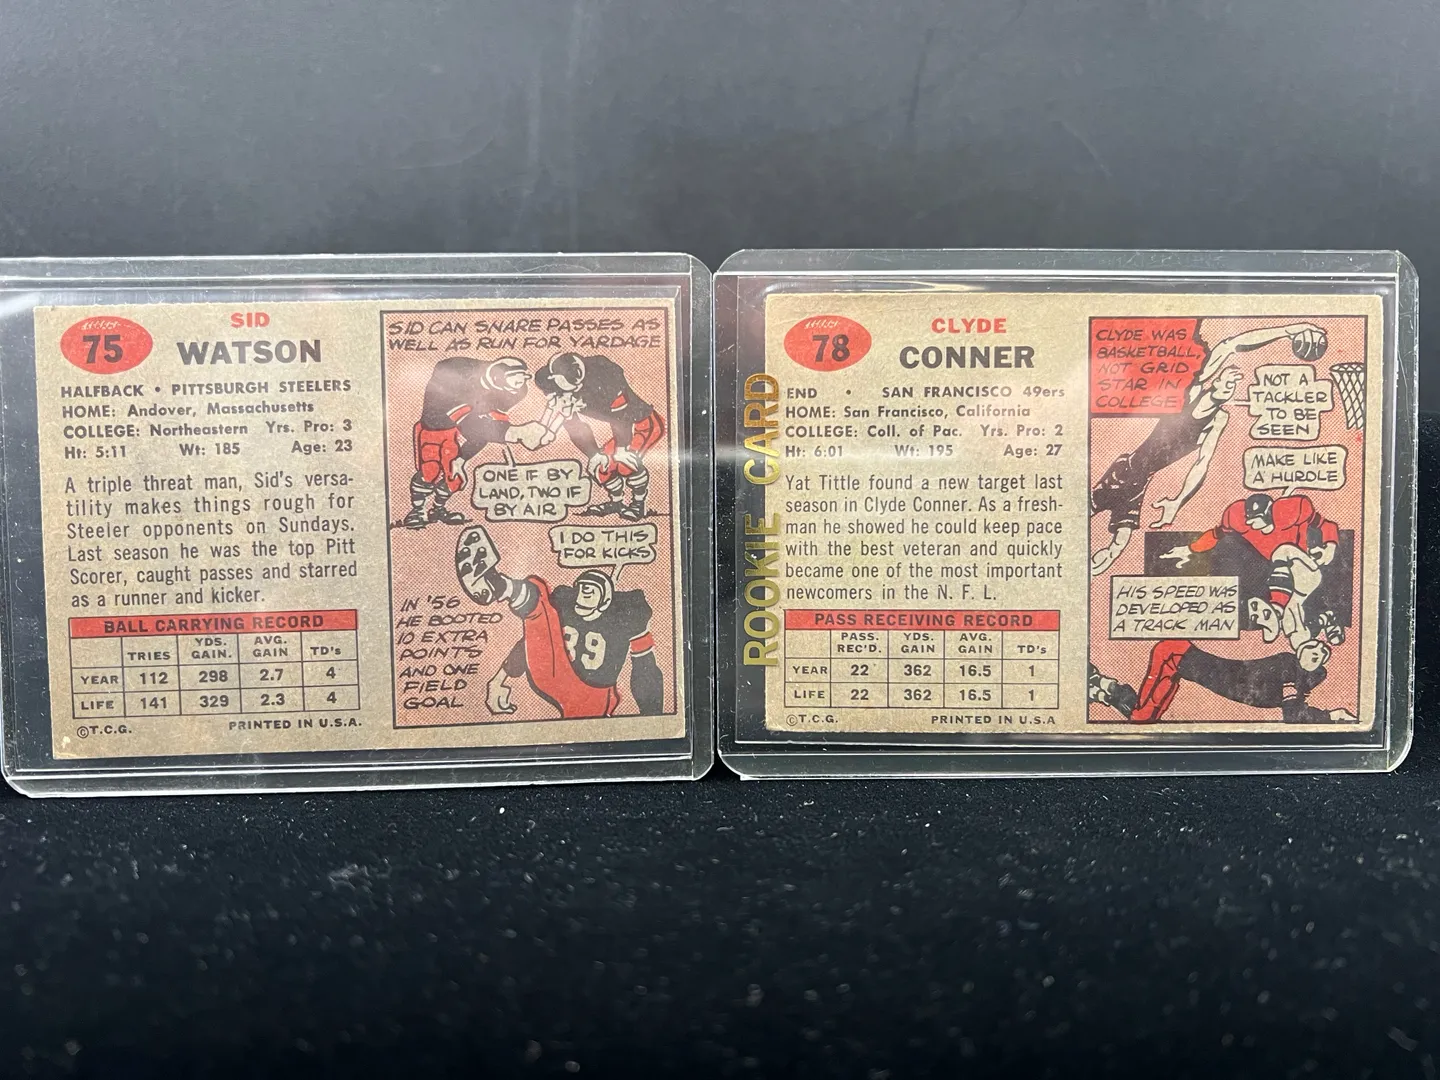 75
SID
WATSON
HALFBACK • PITTSBURGH STEELERS
HOME: Andover, Massachusetts
COLLEGE: Northeastern Yrs. Pro: 3
Ht: 5:11 Wt: 185 Age: 23
A triple threat man, Sid's versa-
tility makes things rough for
Steeler opponents on Sundays.
Last season he was the top Pitt
Scorer, caught passes and starred
as a runner and kicker.
BALL CARRYING RECORD
TRIES YDS. GAIN. AVG. GAIN TD's
YEAR 112 298 2.7 4
LIFE 141 329 2.3 4
©T.C.G. PRINTED IN U.S.A.
SID CAN SNARE PASSES AS
WELL AS RUN FOR YARDAGE
ONE IF BY
LAND, TWO IF
BY AIR
I DO THIS
FOR KICKS
IN '56
HE BOOTED
10 EXTRA
POINTS
AND ONE
FIELD
GOAL
89
ROOKIE CARD
78
CLYDE
CONNER
END • SAN FRANCISCO 49ers
HOME: San Francisco, California
COLLEGE: Coll. of Pac. Yrs. Pro: 2
Ht: 6:01 Wt: 195 Age: 27
Yat Tittle found a new target last
season in Clyde Conner. As a fresh-
man he showed he could keep pace
with the best veteran and quickly
became one of the most important
newcomers in the N. F. L.
PASS RECEIVING RECORD
PASS. REC'D. YDS. GAIN AVG. GAIN TD's
YEAR 22 362 16.5 1
LIFE 22 362 16.5 1
©T.C.G. PRINTED IN U.S.A
CLYDE WAS
BASKETBALL,
NOT GRID
STAR IN
COLLEGE
NOT A
TACKLER
TO BE
SEEN
MAKE LIKE
A HURDLE
HIS SPEED WAS
DEVELOPED AS
A TRACK MAN